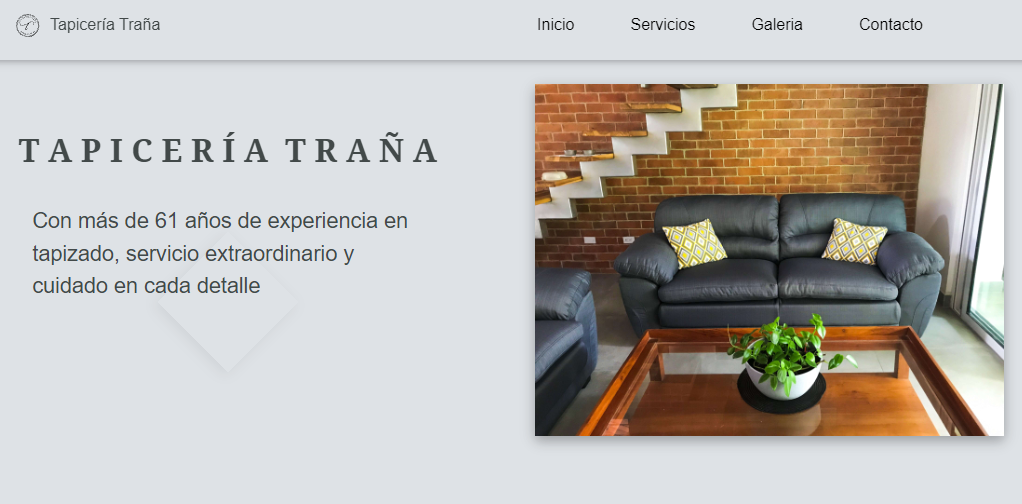 Tapicería Traña
Inicio
Servicios
Galeria
Contacto
TAPICERÍA TRAÑA
Con más de 61 años de experiencia en
tapizado, servicio extraordinario y
cuidado en cada detalle